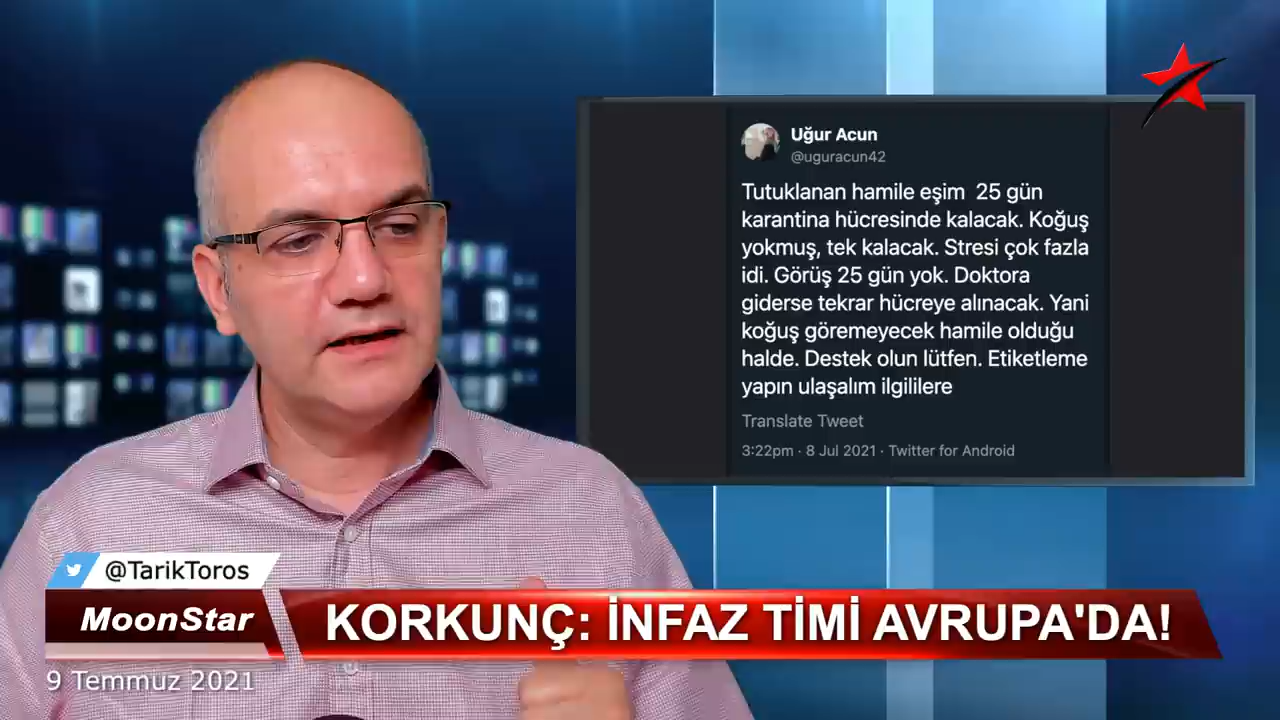 Uğur Acun
@uguracun42
Tutuklanan hamile eşim 25 gün
karantina hücresinde kalacak. Koğuş
yokmuş, tek kalacak. Stresi çok fazla
idi. Görüş 25 gün yok. Doktora
giderse tekrar hücreye alınacak. Yani
koğuş göremeyecek hamile olduğu
halde. Destek olun lütfen. Etiketleme
yapın ulaşalım ilgililere
Translate Tweet
3:22pm · 8 Jul 2021 · Twitter for Android
@TarikToros
MoonStar
KORKUNÇ: İNFAZ TİMİ AVRUPA'DA!
9 Temmuz 2021